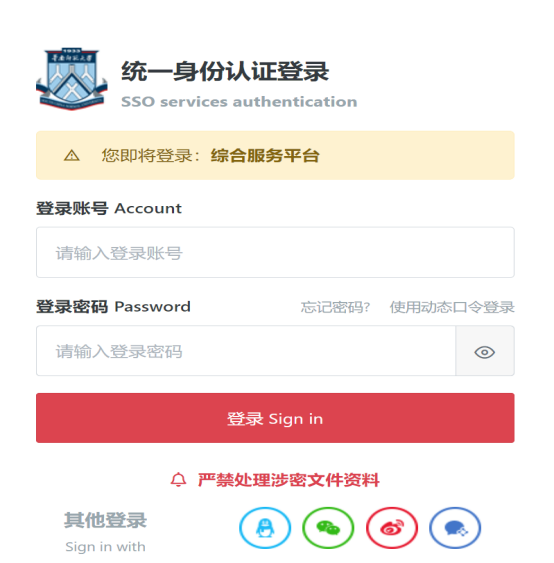 统一身份认证登录
SSO services authentication
您即将登录：综合服务平台
登录账号 Account
请输入登录账号
登录密码 Password 忘记密码? 使用动态口令登录
请输入登录密码
登录 Sign in
严禁处理涉密文件资料
其他登录
Sign in with